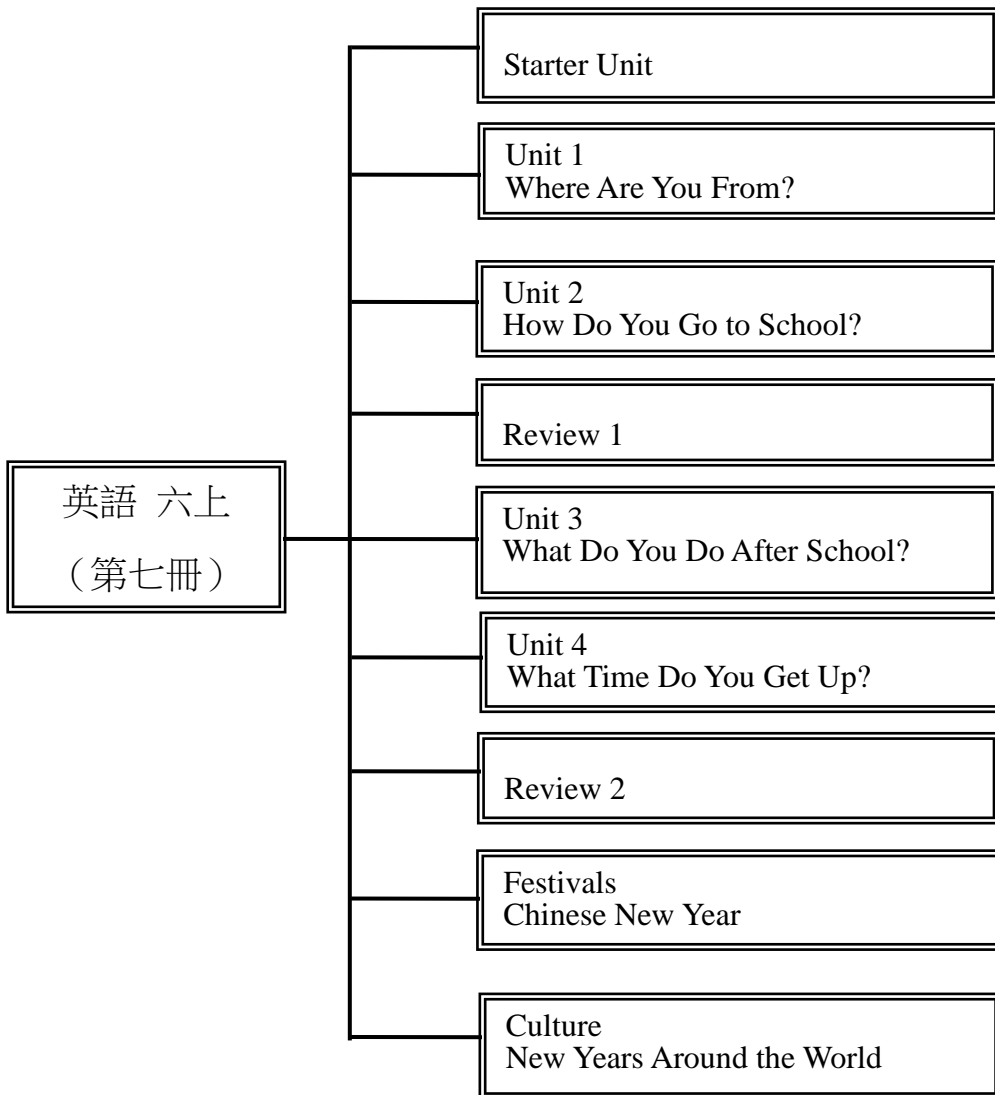 Starter Unit
Unit 1
Where Are You From?
Unit 2
How Do You Go to School?
Review 1
英語 六上
（第七冊）
Unit 3
What Do You Do After School?
Unit 4
What Time Do You Get Up?
Review 2
Festivals
Chinese New Year
Culture
New Years Around the World